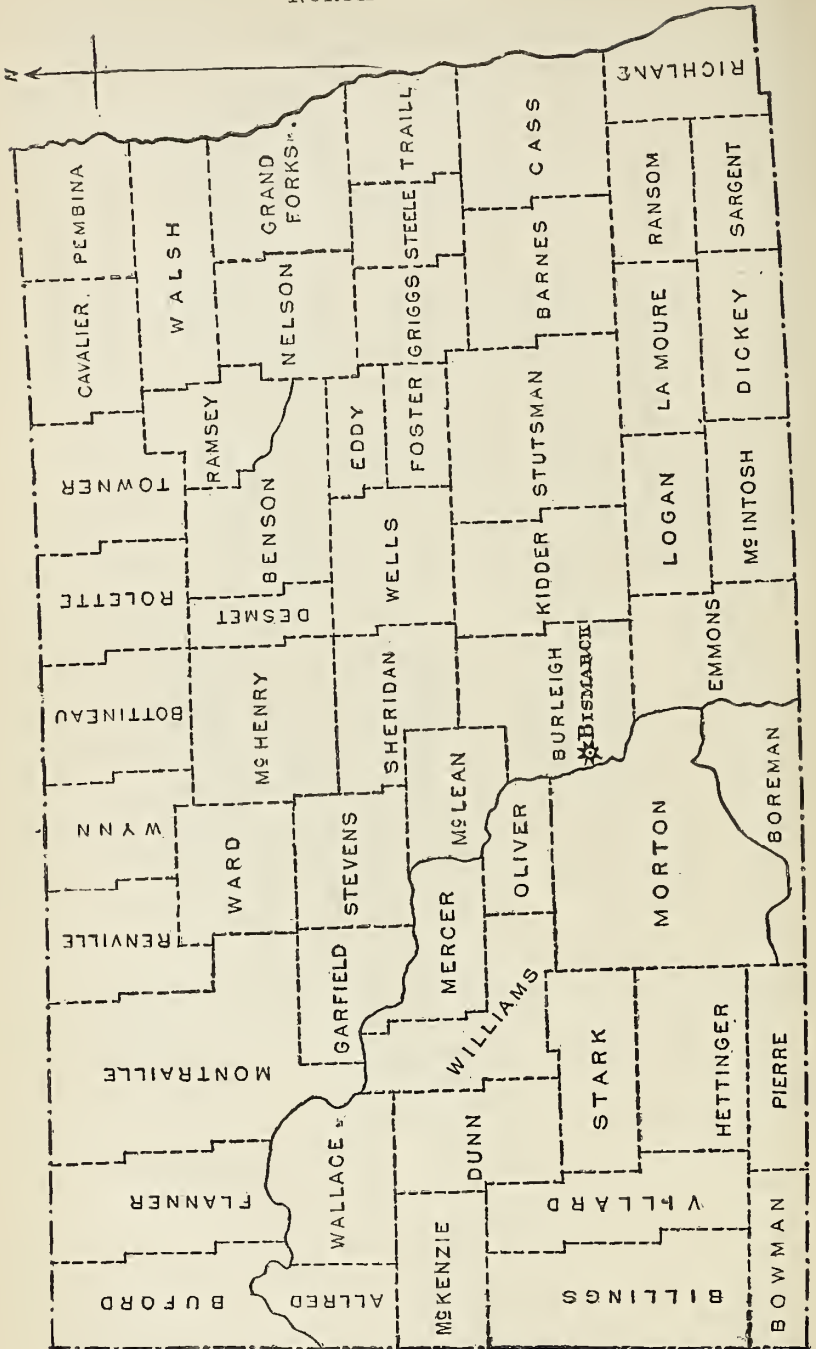 N
PEMBINA
CAVALIER.
WALSH
GRAND
FORKS.
NELSON
RAMSEY
TOWNER
ROLETTE
BOTTINEAU
WYNN
RENVILLE
MONTRAILLE
FLANNER
BUFORD
ALLRED
WALLACE
TRAILL
STEELE
GRIGGS
FOSTER
EDDY
BENSON
DESMET
McHENRY
WARD
STEVENS
GARFIELD
WELLS
SHERIDAN
McLEAN
MERCER
WILLIAMS
DUNN
McKENZIE
CASS
BARNES
STUTSMAN
KIDDER
BURLEIGH
BISMARCK
OLIVER
MORTON
STARK
HETTINGER
VILLARD
BILLINGS
RICHLANE
RANSOM
SARGENT
LA MOURE
DICKEY
LOGAN
McINTOSH
EMMONS
BOREMAN
PIERRE
BOWMAN